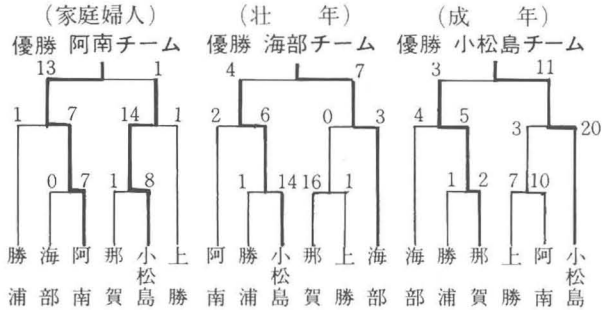 （家庭婦人）　（壮　年）　（成　年）
優勝 阿南チーム　優勝 海部チーム　優勝 小松島チーム
13　1　4　7　3　11
1　7　14　1　2　6　0　3　4　5　3　20
0　7　1　8　1　14　16　1　1　2　7　10
勝浦　海部　阿南　那賀　小松島　上勝　阿南　勝浦　小松島　那賀　上勝　海部　海部　勝浦　那賀　上勝　阿南　小松島